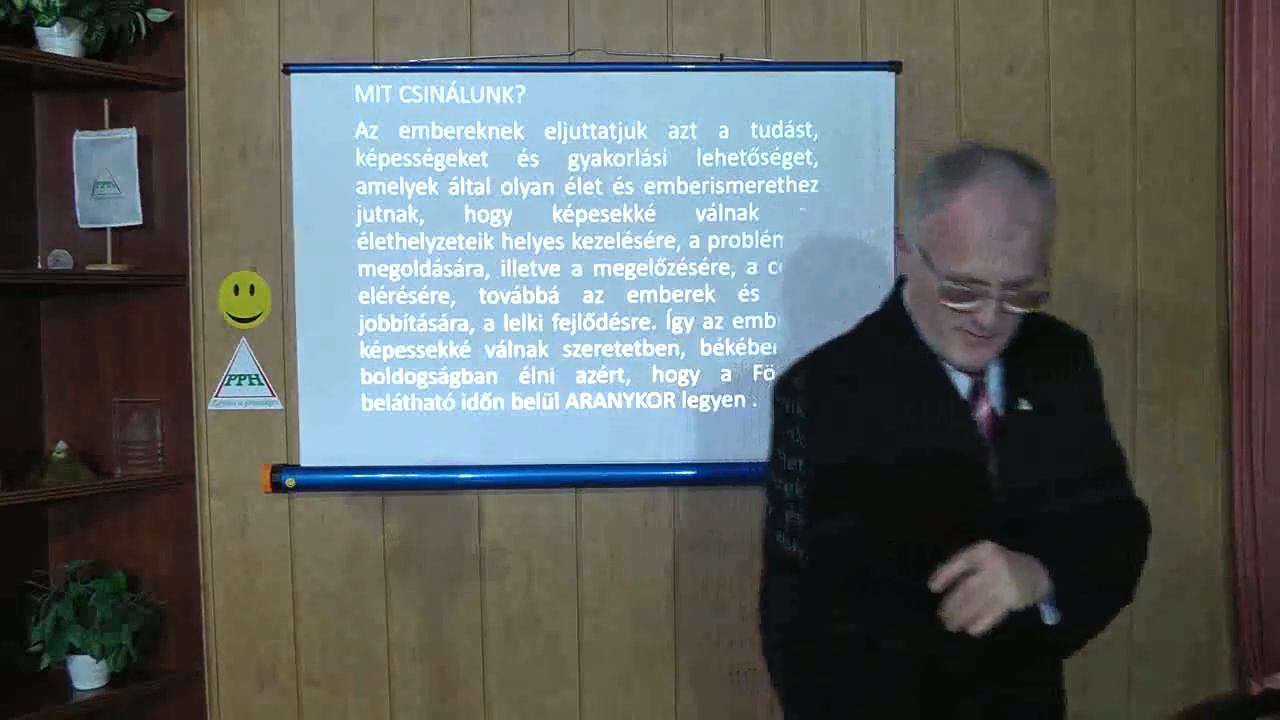 MIT CSINÁLUNK?
Az embereknek eljuttatjuk azt a tudást,
képességeket és gyakorlási lehetőséget,
amelyek által olyan élet és emberismerethez
jutnak, hogy képesekké válnak
élethelyzeteik helyes kezelésére, a
megoldására, illetve a megelőzésére, a
elérésére, továbbá az emberek és
jobbítására, a lelki fejlődésre. Így az
képessekké válnak szeretetben,
boldogságban élni azért, hogy a
belátható időn belül ARANYKOR legyen .
PPH